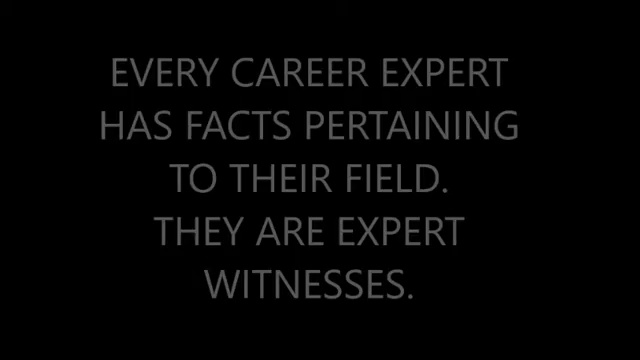 EVERY CAREER EXPERT
HAS FACTS PERTAINING
TO THEIR FIELD.
THEY ARE EXPERT
WITNESSES.